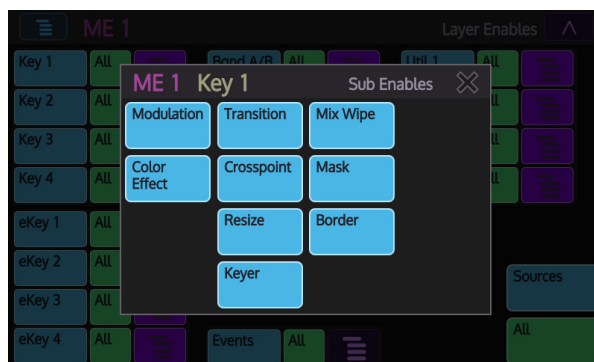 ME 1
Layer Enables
Key 1 All Band A/B All Util 1 All
ME 1 Key 1 Sub Enables
Key 2 All
Modulation Transition Mix Wipe
Key 3 All
Key 4 All
Color Effect Crosspoint Mask
eKey 1 All
Resize Border
eKey 2 All
Keyer
Sources
eKey 3 All
eKey 4 All Events All
All